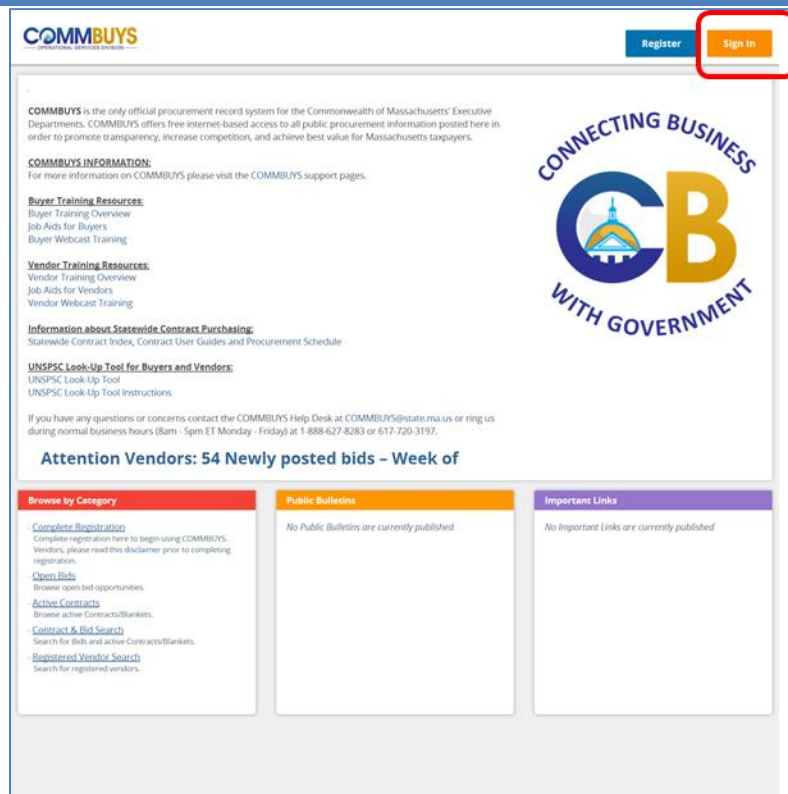 COMMBUYS
OPERATIONAL SERVICES DIVISION
Register
Sign In
COMMBUYS is the only official procurement record system for the Commonwealth of Massachusetts' Executive
Departments. COMMBUYS offers free internet-based access to all public procurement information posted here in
order to promote transparency, increase competition, and achieve best value for Massachusetts taxpayers.
COMMBUYS INFORMATION:
For more information on COMMBUYS please visit the COMMBUYS support pages.
Buyer Training Resources:
Buyer Training Overview
Job Aids for Buyers
Buyer Webcast Training
Vendor Training Resources:
Vendor Training Overview
Job Aids for Vendors
Vendor Webcast Training
Information about Statewide Contract Purchasing:
Statewide Contract Index, Contract User Guides and Procurement Schedule
UNSPSC Look-Up Tool for Buyers and Vendors:
UNSPSC Look-Up Tool
UNSPSC Look-Up Tool Instructions
If you have any questions or concerns contact the COMMBUYS Help Desk at COMMBUYS@state.ma.us or ring us
during normal business hours (8am - 5pm ET Monday - Friday) at 1-888-627-8283 or 617-720-3197.
CONNECTING BUSINESS
CB
WITH GOVERNMENT
Attention Vendors: 54 Newly posted bids – Week of
Browse by Category
- Complete Registration
Complete registration here to begin using COMMBUYS.
Vendors, please read this disclaimer prior to completing
registration.
- Open Bids
Browse open bid opportunities.
- Active Contracts
Browse active Contracts/Blankets.
- Contract & Bid Search
Search for Bids and active Contracts/Blankets.
- Registered Vendor Search
Search for registered vendors.
Public Bulletins
No Public Bulletins are currently published
Important Links
No Important Links are currently published